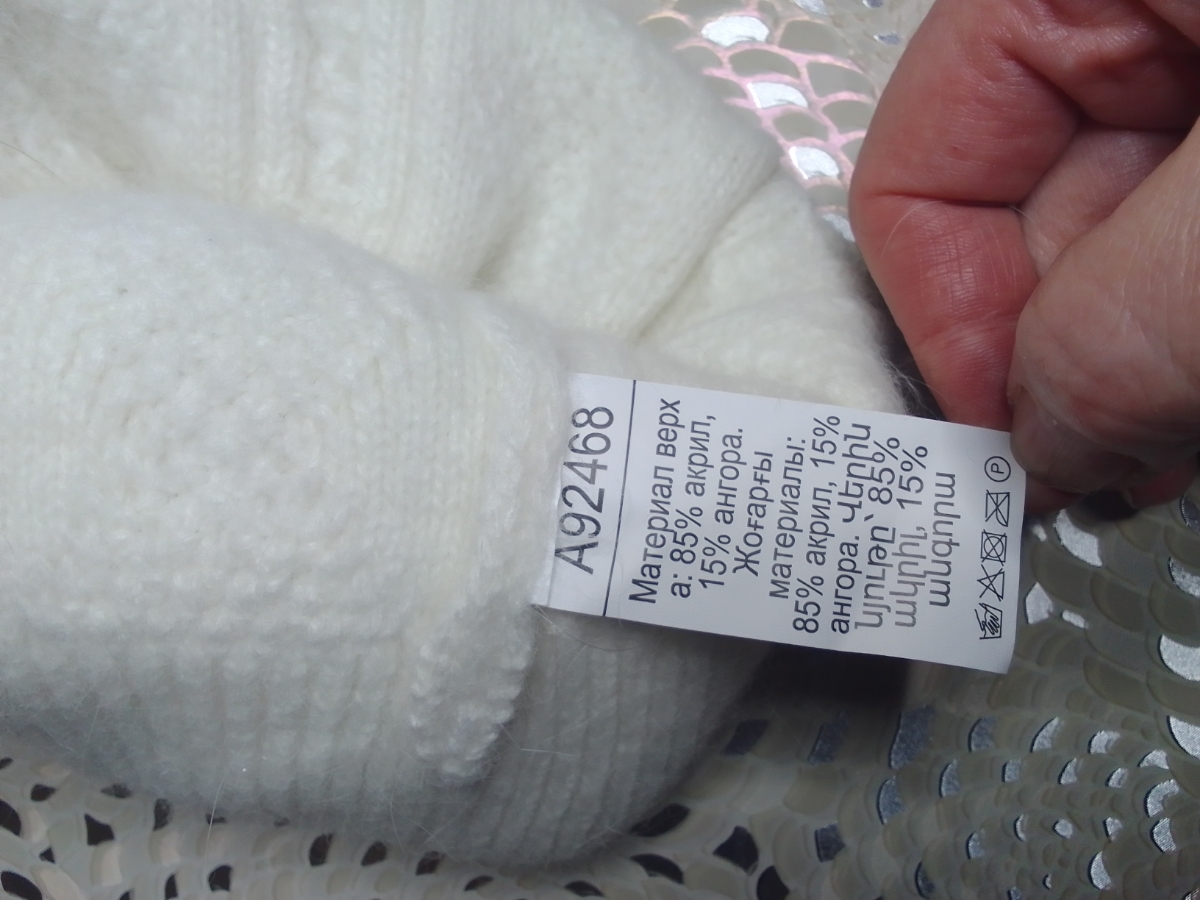 A92468
Материал верх
а: 85% акрил,
15% ангора.
Жоғарғы
материалы:
85% акрил, 15%
ангора. Վերին
նյութը՝ 85%
ակրիլ, 15%
անգորա
P